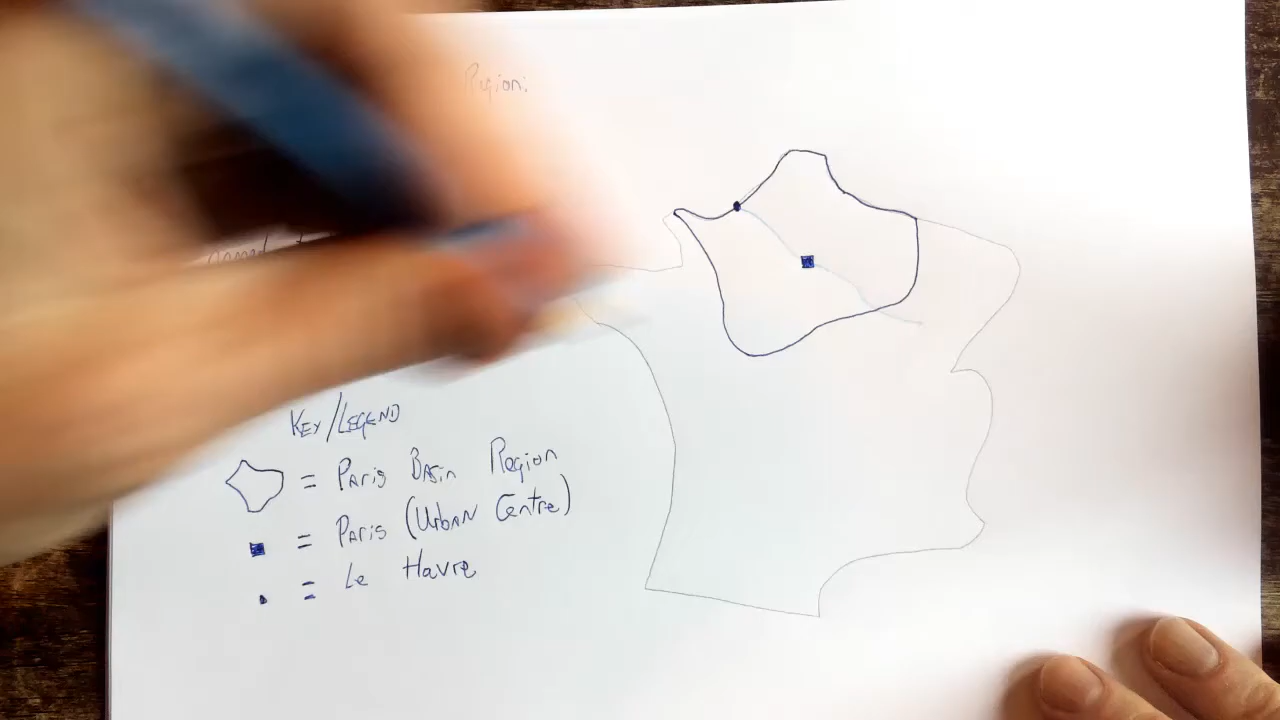 Region:
KEY/LEGEND
= PARIS BASIN REGION
= PARIS (URBAN CENTRE)
= Le Havre